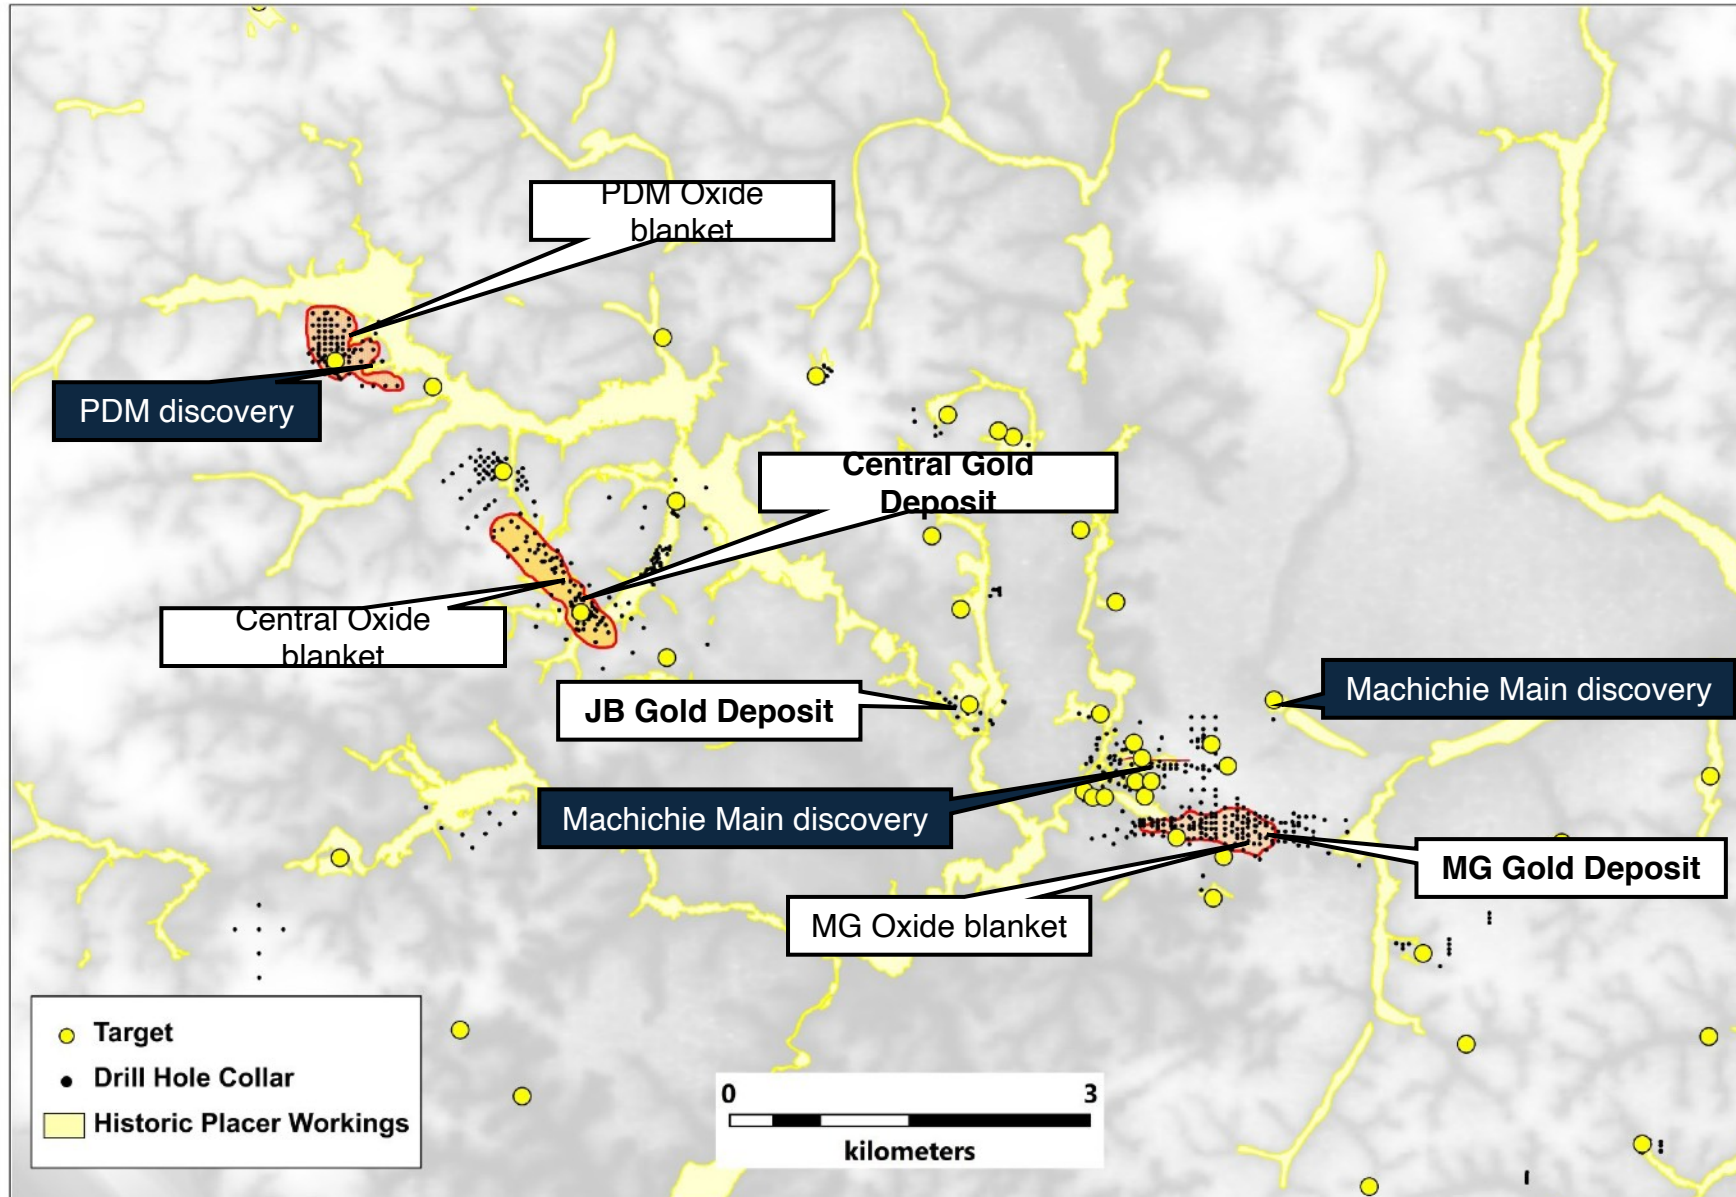 PDM Oxide
blanket
PDM discovery
Central Gold
Deposit
Central Oxide
blanket
JB Gold Deposit
Machichie Main discovery
Machichie Main discovery
MG Gold Deposit
MG Oxide blanket
Target
Drill Hole Collar
Historic Placer Workings
0 3
kilometers